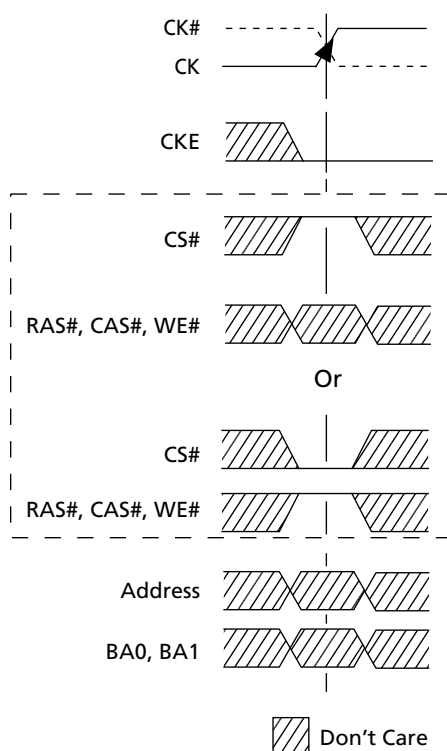 CK#
CK
CKE
CS#
RAS#, CAS#, WE#
Or
CS#
RAS#, CAS#, WE#
Address
BA0, BA1
Don't Care